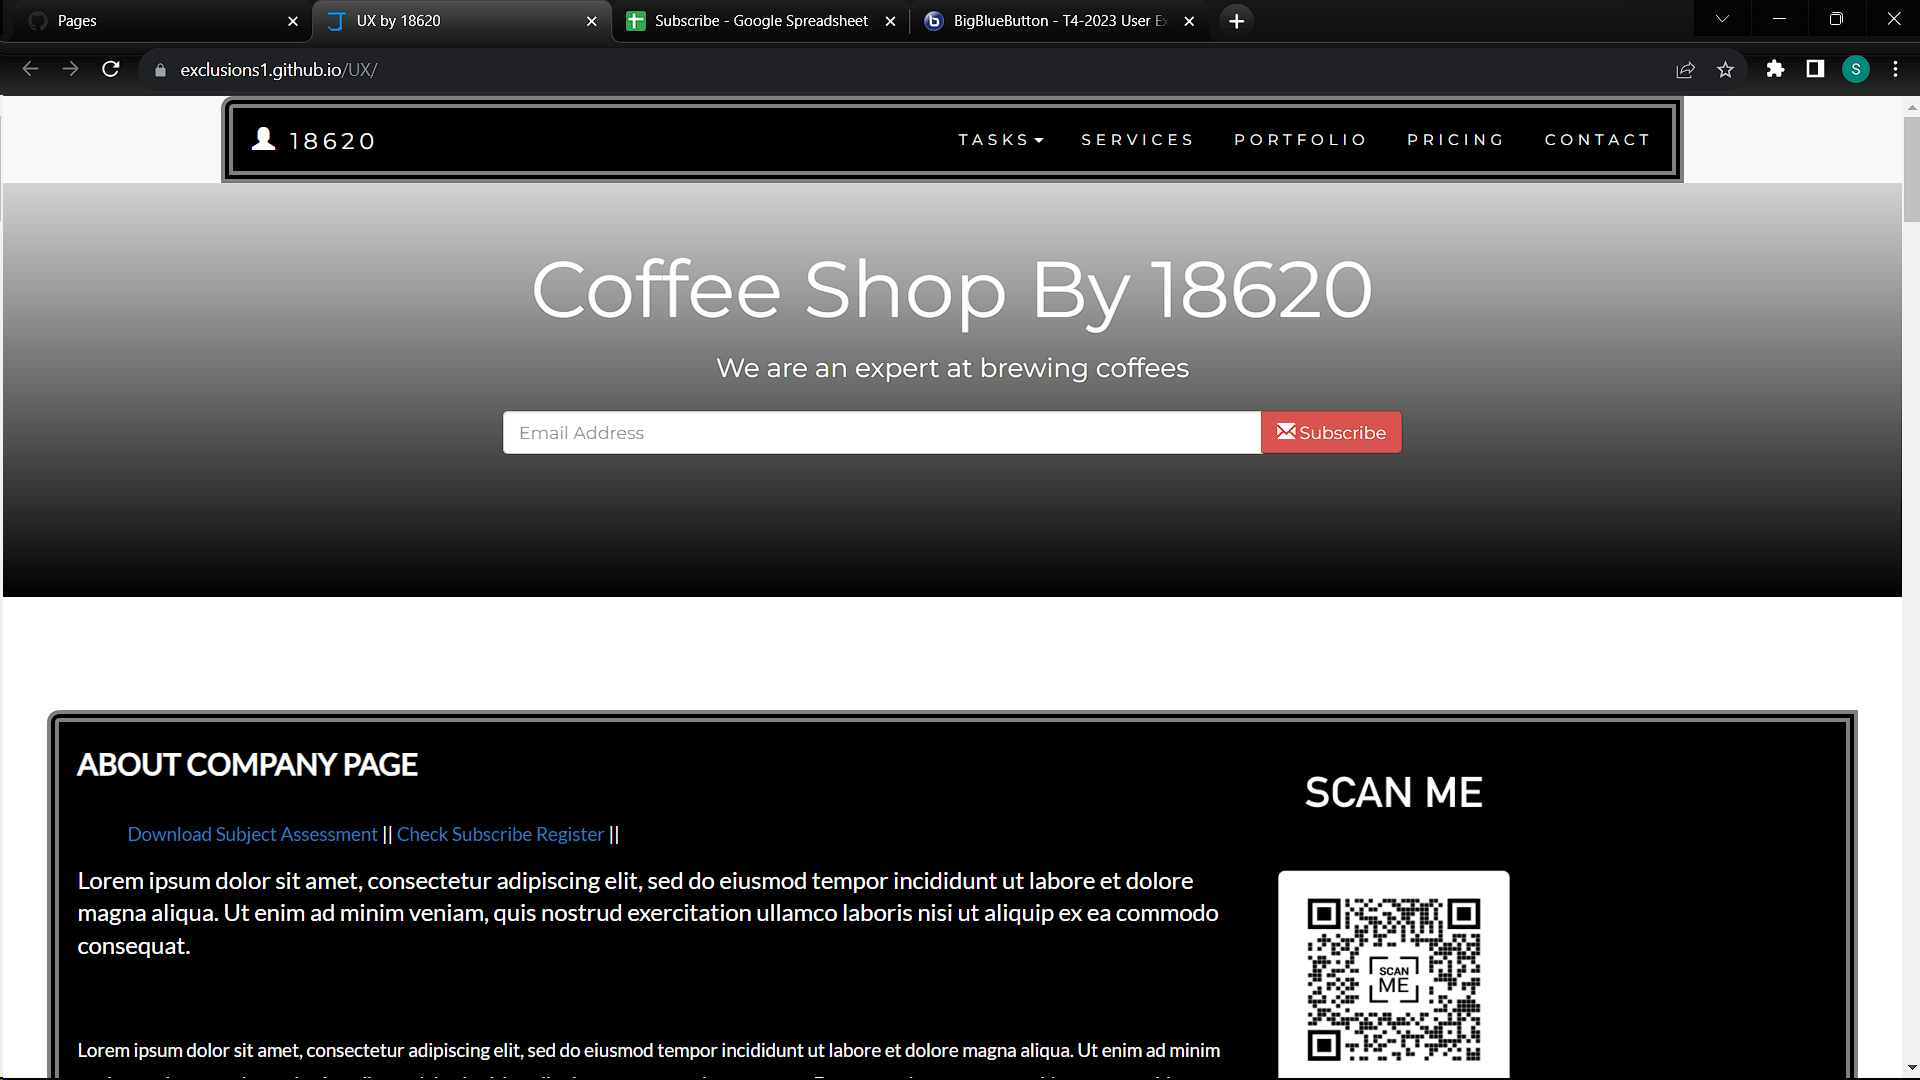 Pages
UX by 18620
Subscribe - Google Spreadsheet
BigBlueButton - T4-2023 User Ex
exclusions1.github.io/UX/
S
18620
TASKS
SERVICES
PORTFOLIO
PRICING
CONTACT
Coffee Shop By 18620
We are an expert at brewing coffees
Email Address
Subscribe
ABOUT COMPANY PAGE
SCAN ME
Download Subject Assessment || Check Subscribe Register ||
Lorem ipsum dolor sit amet, consectetur adipiscing elit, sed do eiusmod tempor incididunt ut labore et dolore
magna aliqua. Ut enim ad minim veniam, quis nostrud exercitation ullamco laboris nisi ut aliquip ex ea commodo
consequat.
SCAN
ME
Lorem ipsum dolor sit amet, consectetur adipiscing elit, sed do eiusmod tempor incididunt ut labore et dolore magna aliqua. Ut enim ad minim